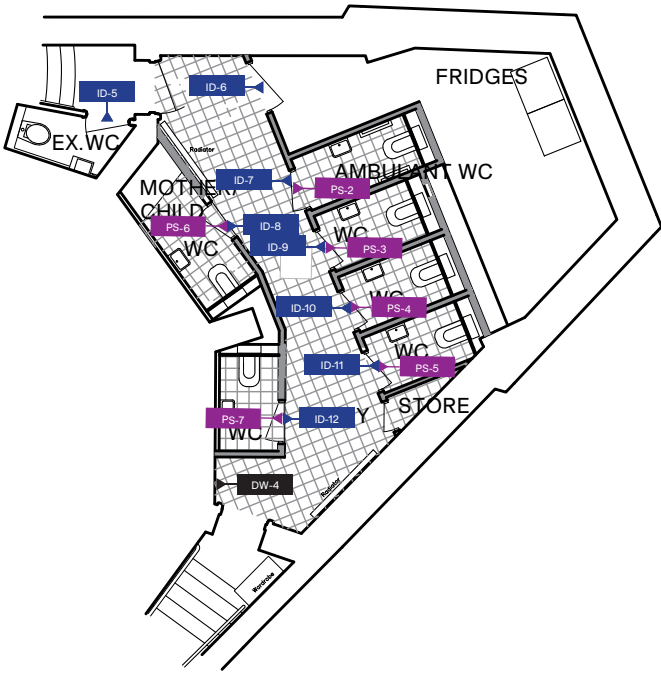 FRIDGES
ID-5
ID-6
EX.WC
Radiator
AMBULANT WC
ID-7
PS-2
MOTHER/
CHILD
PS-6
ID-8
WC
WC
ID-9
PS-3
WC
ID-10
PS-4
WC
ID-11
PS-5
STORE
PS-7
ID-12
Y
WC
DW-4
Radiator
Wardrobe